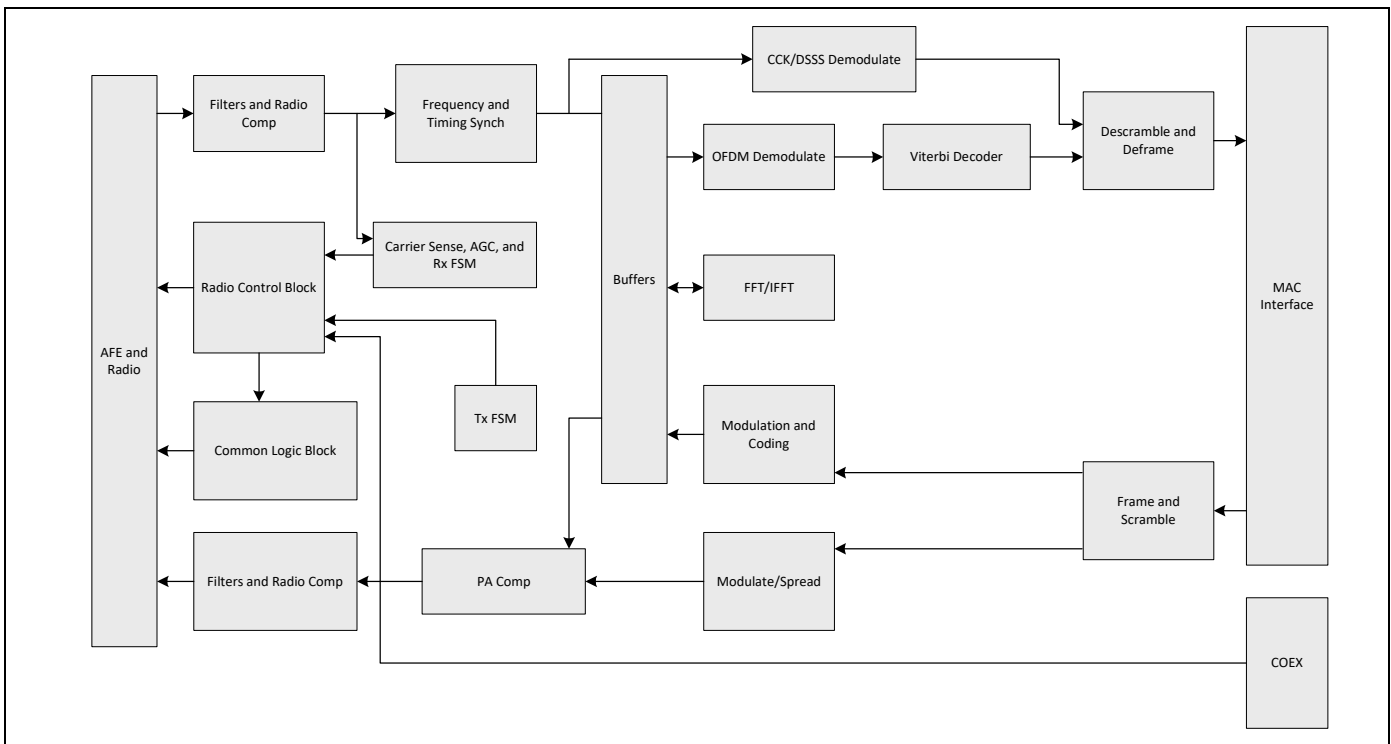 CCK/DSSS Demodulate
Filters and Radio
Comp
Frequency and
Timing Synch
Descramble and
Deframe
OFDM Demodulate
Viterbi Decoder
Carrier Sense, AGC, and
Rx FSM
Radio Control Block
Buffers
FFT/IFFT
MAC
Interface
AFE and
Radio
Tx FSM
Modulation and
Coding
Common Logic Block
Frame and
Scramble
Filters and Radio Comp
PA Comp
Modulate/Spread
COEX